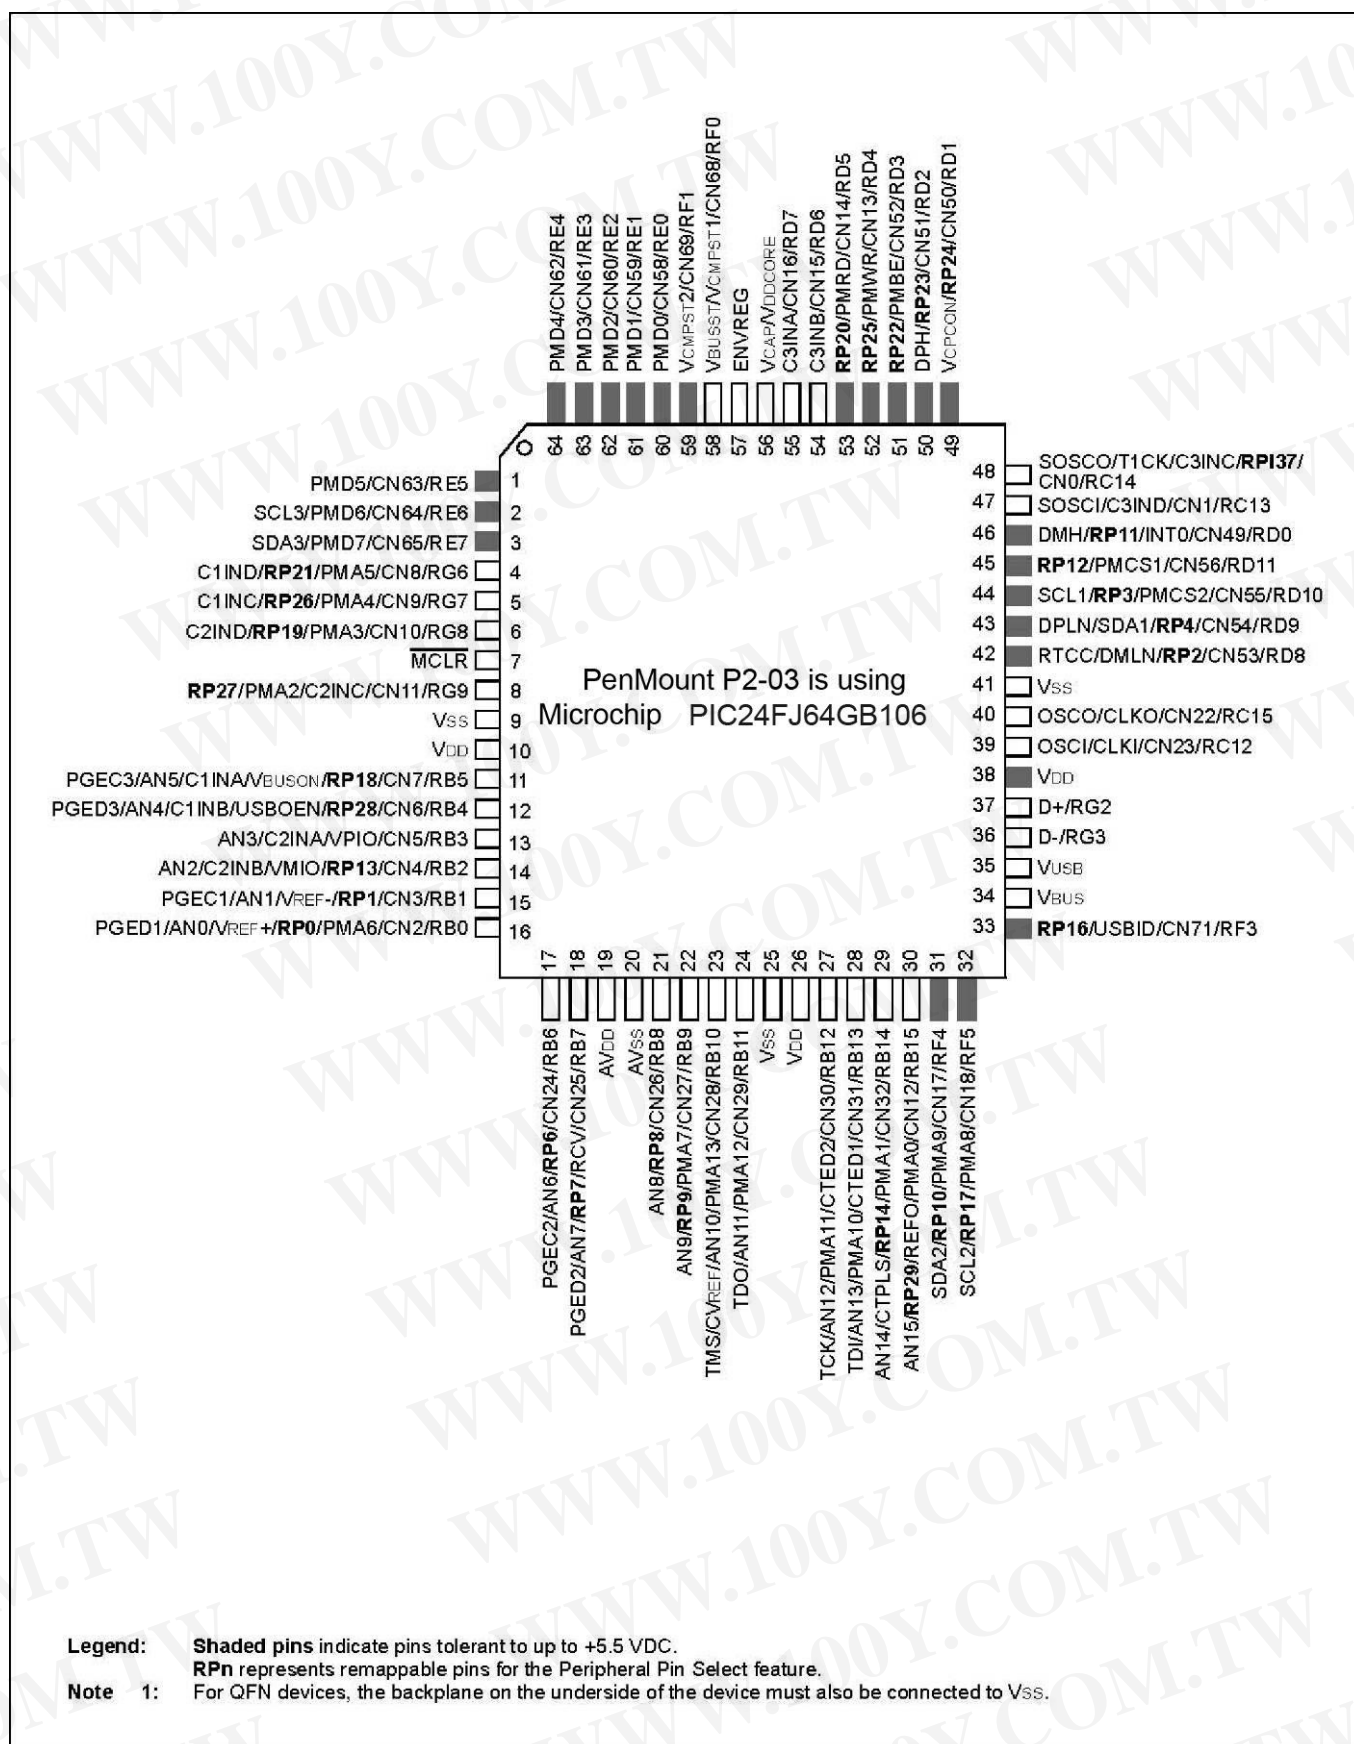 PMD4/CN62/RE4
PMD3/CN61/RE3
PMD2/CN60/RE2
PMD1/CN59/RE1
PMD0/CN58/RE0
VCMPST2/CN69/RF1
VBUSST/VCMPST1/CN68/RF0
ENVREG
VCAP/VDDCORE
C3INA/CN16/RD7
C3INB/CN15/RD6
RP20/PMRD/CN14/RD5
RP25/PMWR/CN13/RD4
RP22/PMBE/CN52/RD3
DPH/RP23/CN51/RD2
VCPCON/RP24/CN50/RD1
64 63 62 61 60 59 58 57 56 55 54 53 52 51 50 49
PMD5/CN63/RE5 1
SCL3/PMD6/CN64/RE6 2
SDA3/PMD7/CN65/RE7 3
C1IND/RP21/PMA5/CN8/RG6 4
C1INC/RP26/PMA4/CN9/RG7 5
C2IND/RP19/PMA3/CN10/RG8 6
MCLR 7
RP27/PMA2/C2INC/CN11/RG9 8
VSS 9
VDD 10
PGEC3/AN5/C1INA/VBUSON/RP18/CN7/RB5 11
PGED3/AN4/C1INB/USBOEN/RP28/CN6/RB4 12
AN3/C2INA/VPIO/CN5/RB3 13
AN2/C2INB/VMIO/RP13/CN4/RB2 14
PGEC1/AN1/VREF-/RP1/CN3/RB1 15
PGED1/AN0/VREF+/RP0/PMA6/CN2/RB0 16
PenMount P2-03 is using
Microchip PIC24FJ64GB106
48 SOSCO/T1CK/C3INC/RPI37/
CN0/RC14
47 SOSCI/C3IND/CN1/RC13
46 DMH/RP11/INT0/CN49/RD0
45 RP12/PMCS1/CN56/RD11
44 SCL1/RP3/PMCS2/CN55/RD10
43 DPLN/SDA1/RP4/CN54/RD9
42 RTCC/DMLN/RP2/CN53/RD8
41 VSS
40 OSCO/CLKO/CN22/RC15
39 OSCI/CLKI/CN23/RC12
38 VDD
37 D+/RG2
36 D-/RG3
35 VUSB
34 VBUS
33 RP16/USBID/CN71/RF3
17 18 19 20 21 22 23 24 25 26 27 28 29 30 31 32
PGEC2/AN6/RP6/CN24/RB6
PGED2/AN7/RP7/RCV/CN25/RB7
AVDD
AVSS
AN8/RP8/CN26/RB8
AN9/RP9/PMA7/CN27/RB9
TMS/CVREF/AN10/PMA13/CN28/RB10
TDO/AN11/PMA12/CN29/RB11
VSS
VDD
TCK/AN12/PMA11/CTED2/CN30/RB12
TDI/AN13/PMA10/CTED1/CN31/RB13
AN14/CTPLS/RP14/PMA1/CN32/RB14
AN15/RP29/REFO/PMA0/CN12/RB15
SDA2/RP10/PMA9/CN17/RF4
SCL2/RP17/PMA8/CN18/RF5
Legend: Shaded pins indicate pins tolerant to up to +5.5 VDC.
RPn represents remappable pins for the Peripheral Pin Select feature.
Note 1: For QFN devices, the backplane on the underside of the device must also be connected to VSS.
WWW.100Y.COM.TW